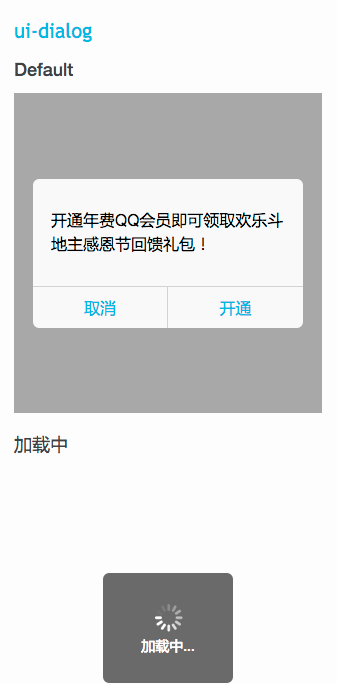 ui-dialog
Default
开通年费QQ会员即可领取欢乐斗
地主感恩节回馈礼包！
取消
开通
加载中
加载中...